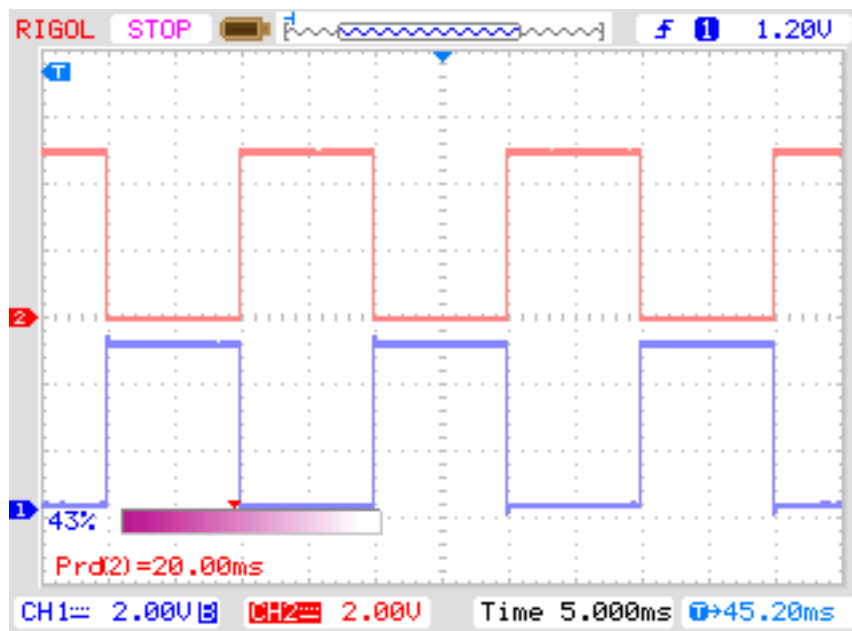 RIGOL STOP 1 1.20V
T
2
1
43%
Prd(2)=20.00ms
CH1 2.00V B CH2 2.00V Time 5.000ms T→45.20ms